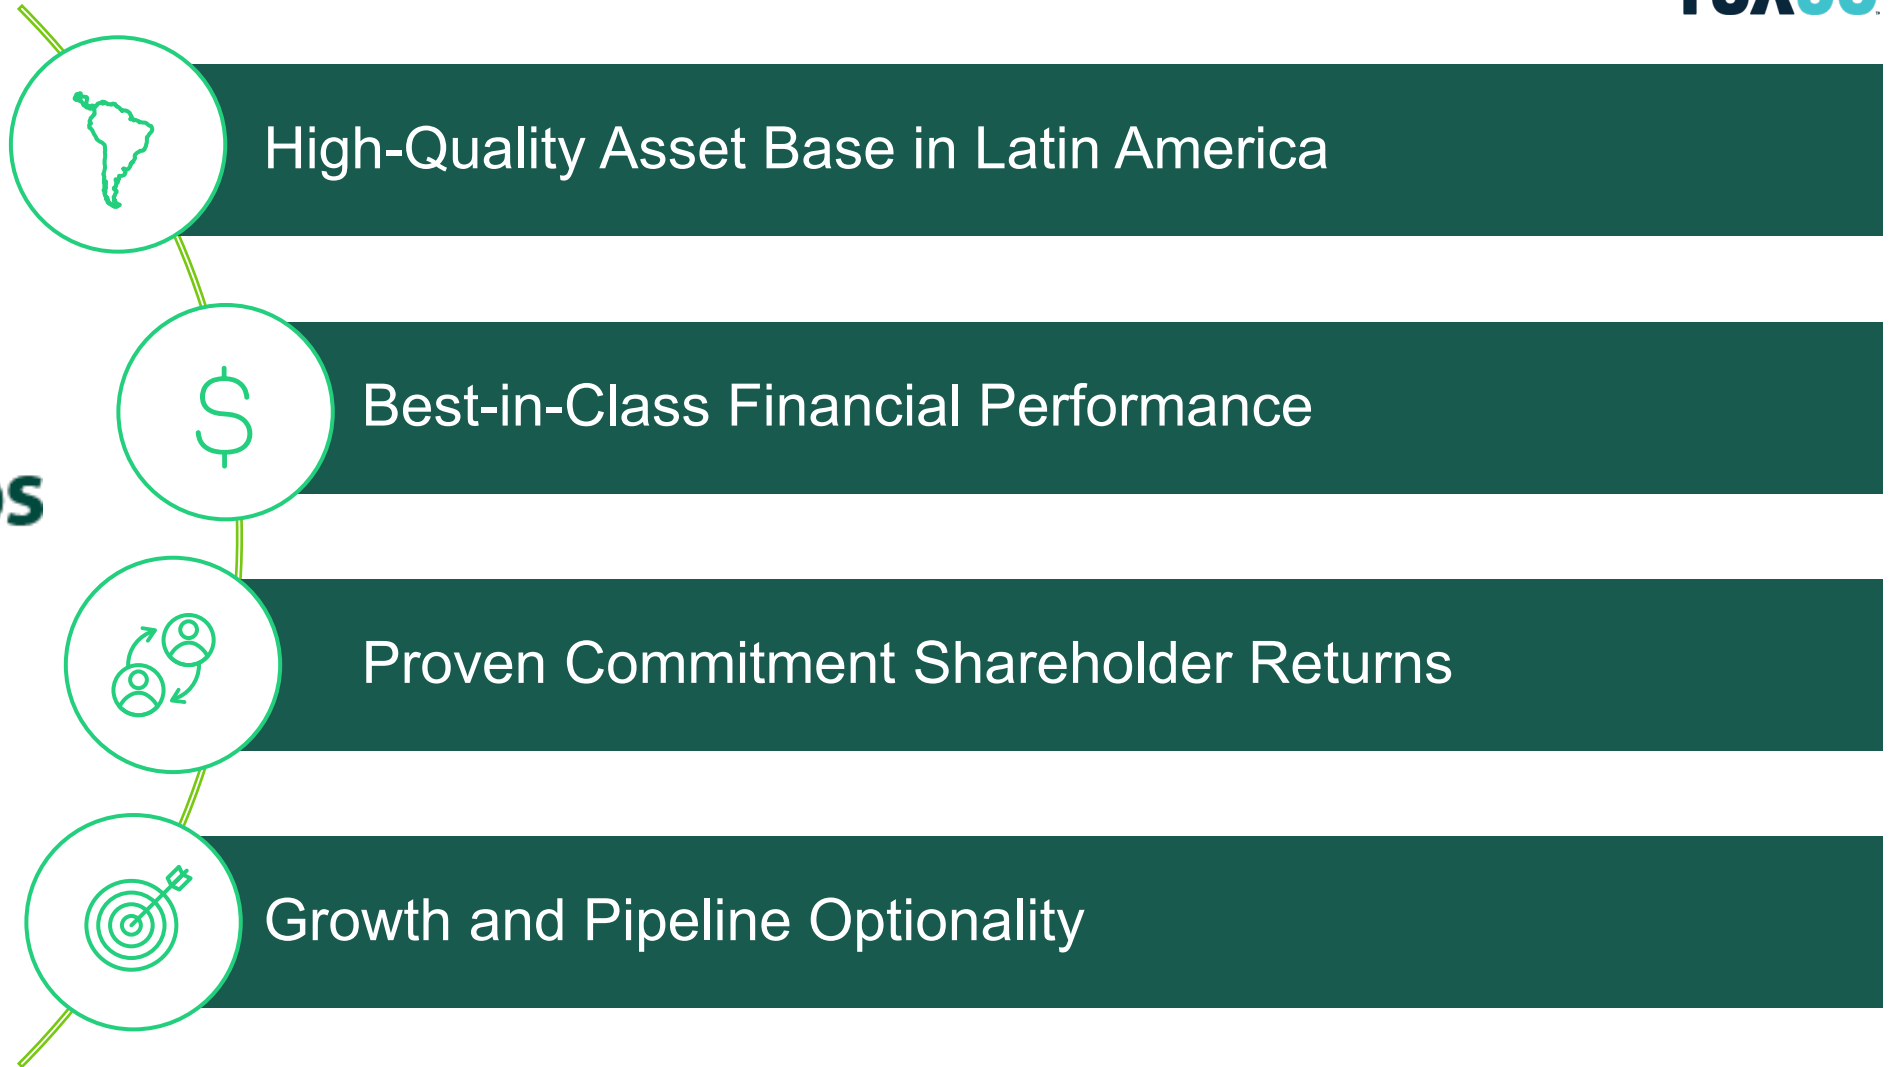 High-Quality Asset Base in Latin America
$
Best-in-Class Financial Performance
Proven Commitment Shareholder Returns
Growth and Pipeline Optionality